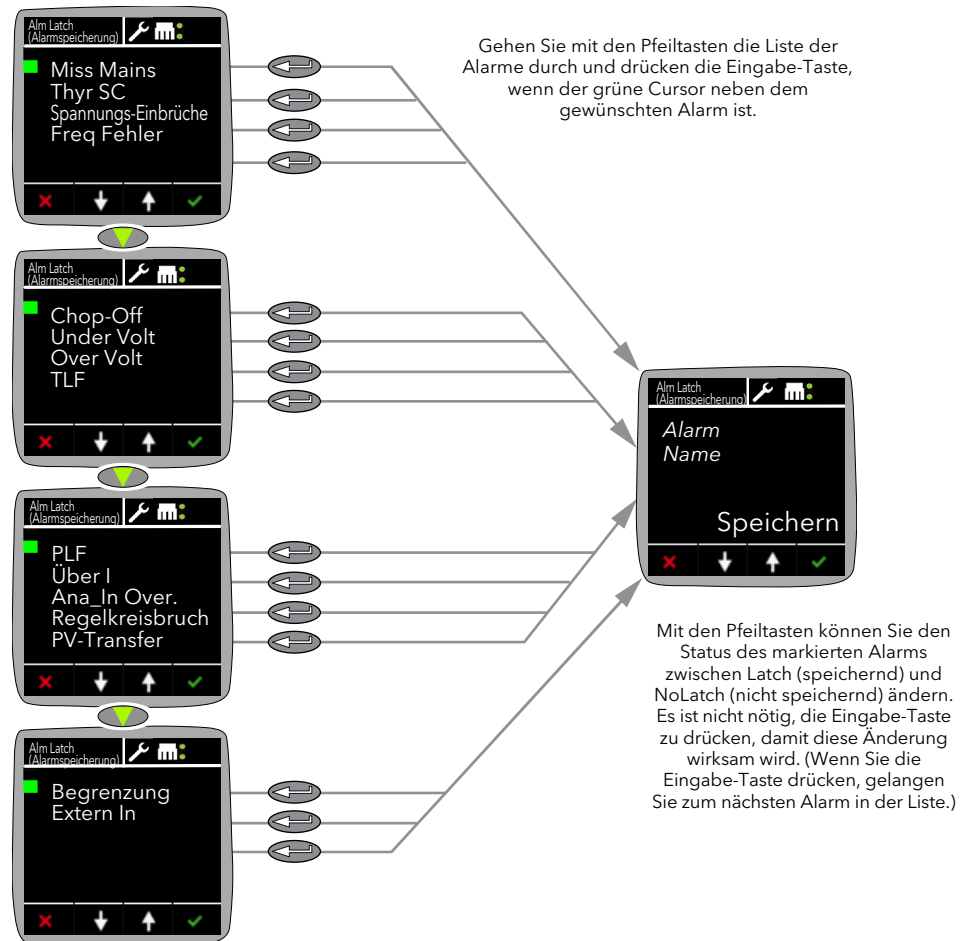 Alm Latch
(Alarmspeicherung)
Miss Mains
Thyr SC
Spannungs-Einbrüche
Freq Fehler
Gehen Sie mit den Pfeiltasten die Liste der
Alarme durch und drücken die Eingabe-Taste,
wenn der grüne Cursor neben dem
gewünschten Alarm ist.
Alm Latch
(Alarmspeicherung)
Chop-Off
Under Volt
Over Volt
TLF
Alm Latch
(Alarmspeicherung)
PLF
Über I
Ana_In Over.
Regelkreisbruch
PV-Transfer
Alm Latch
(Alarmspeicherung)
Begrenzung
Extern In
Alm Latch
(Alarmspeicherung)
Alarm
Name
Speichern
Mit den Pfeiltasten können Sie den
Status des markierten Alarms
zwischen Latch (speichernd) und
NoLatch (nicht speichernd) ändern.
Es ist nicht nötig, die Eingabe-Taste
zu drücken, damit diese Änderung
wirksam wird. (Wenn Sie die
Eingabe-Taste drücken, gelangen
Sie zum nächsten Alarm in der Liste.)